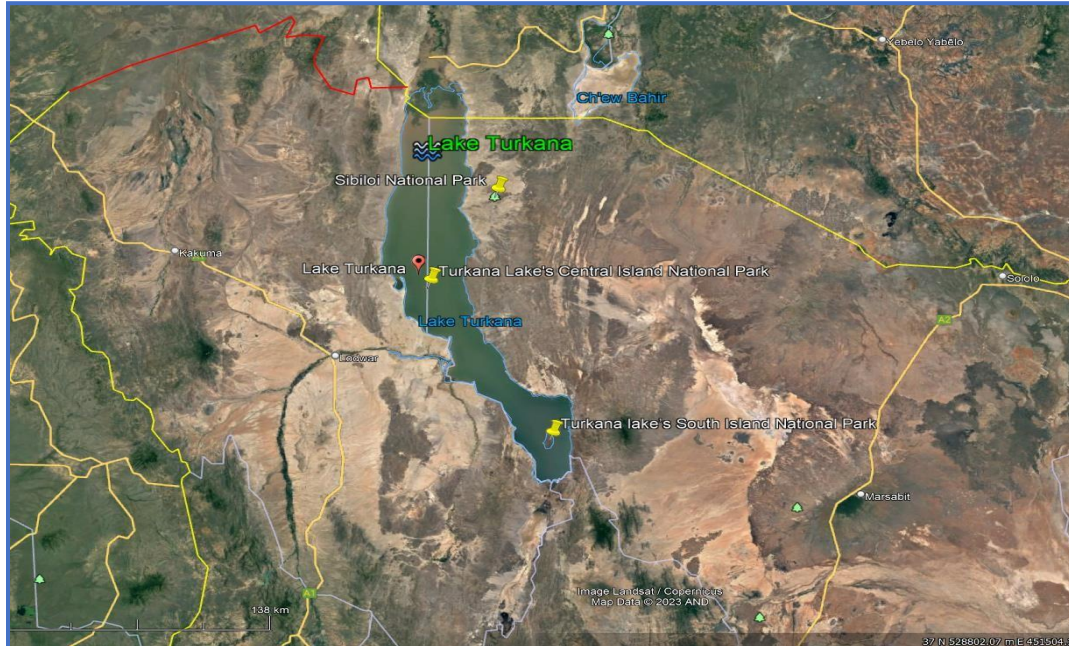 Yebelo Yabēlo
Ch'ew Bahir
Lake Turkana
Sibiloi National Park
Kakuma
Lake Turkana
Turkana Lake's Central Island National Park
Sololo
Lake Turkana
A2
Lodwar
Turkana lake's South Island National Park
Marsabit
Image Landsat / Copernicus
Map Data © 2023 AND
A1
138 km
37 N 528802.07 m E 451504.